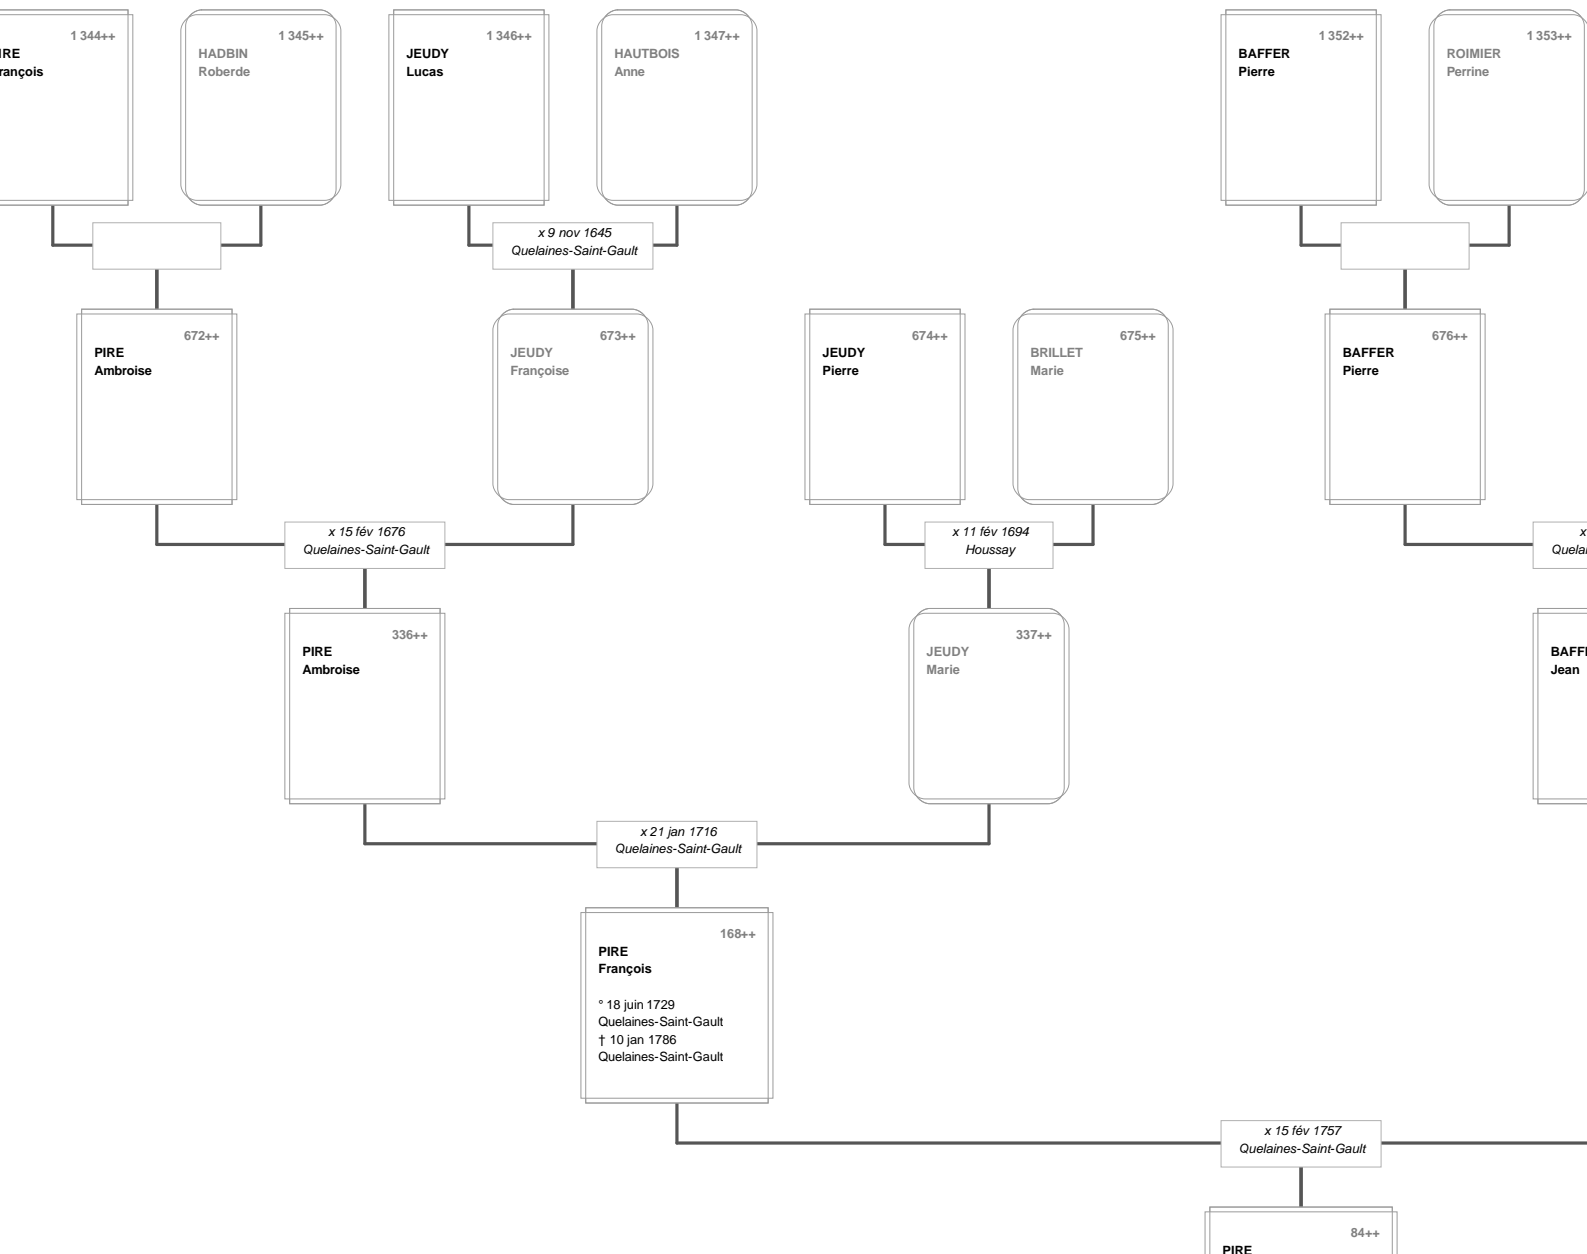 1 344++
IRE
rançois
1 345++
HADBIN
Roberde
1 346++
JEUDY
Lucas
1 347++
HAUTBOIS
Anne
1 352++
BAFFER
Pierre
1 353++
ROIMIER
Perrine
x 9 nov 1645
Quelaines-Saint-Gault
672++
PIRE
Ambroise
673++
JEUDY
Françoise
674++
JEUDY
Pierre
675++
BRILLET
Marie
676++
BAFFER
Pierre
x 15 fév 1676
Quelaines-Saint-Gault
x 11 fév 1694
Houssay
x
Quelai
336++
PIRE
Ambroise
337++
JEUDY
Marie
BAFFE
Jean
x 21 jan 1716
Quelaines-Saint-Gault
168++
PIRE
François
° 18 juin 1729
Quelaines-Saint-Gault
† 10 jan 1786
Quelaines-Saint-Gault
x 15 fév 1757
Quelaines-Saint-Gault
84++
PIRE